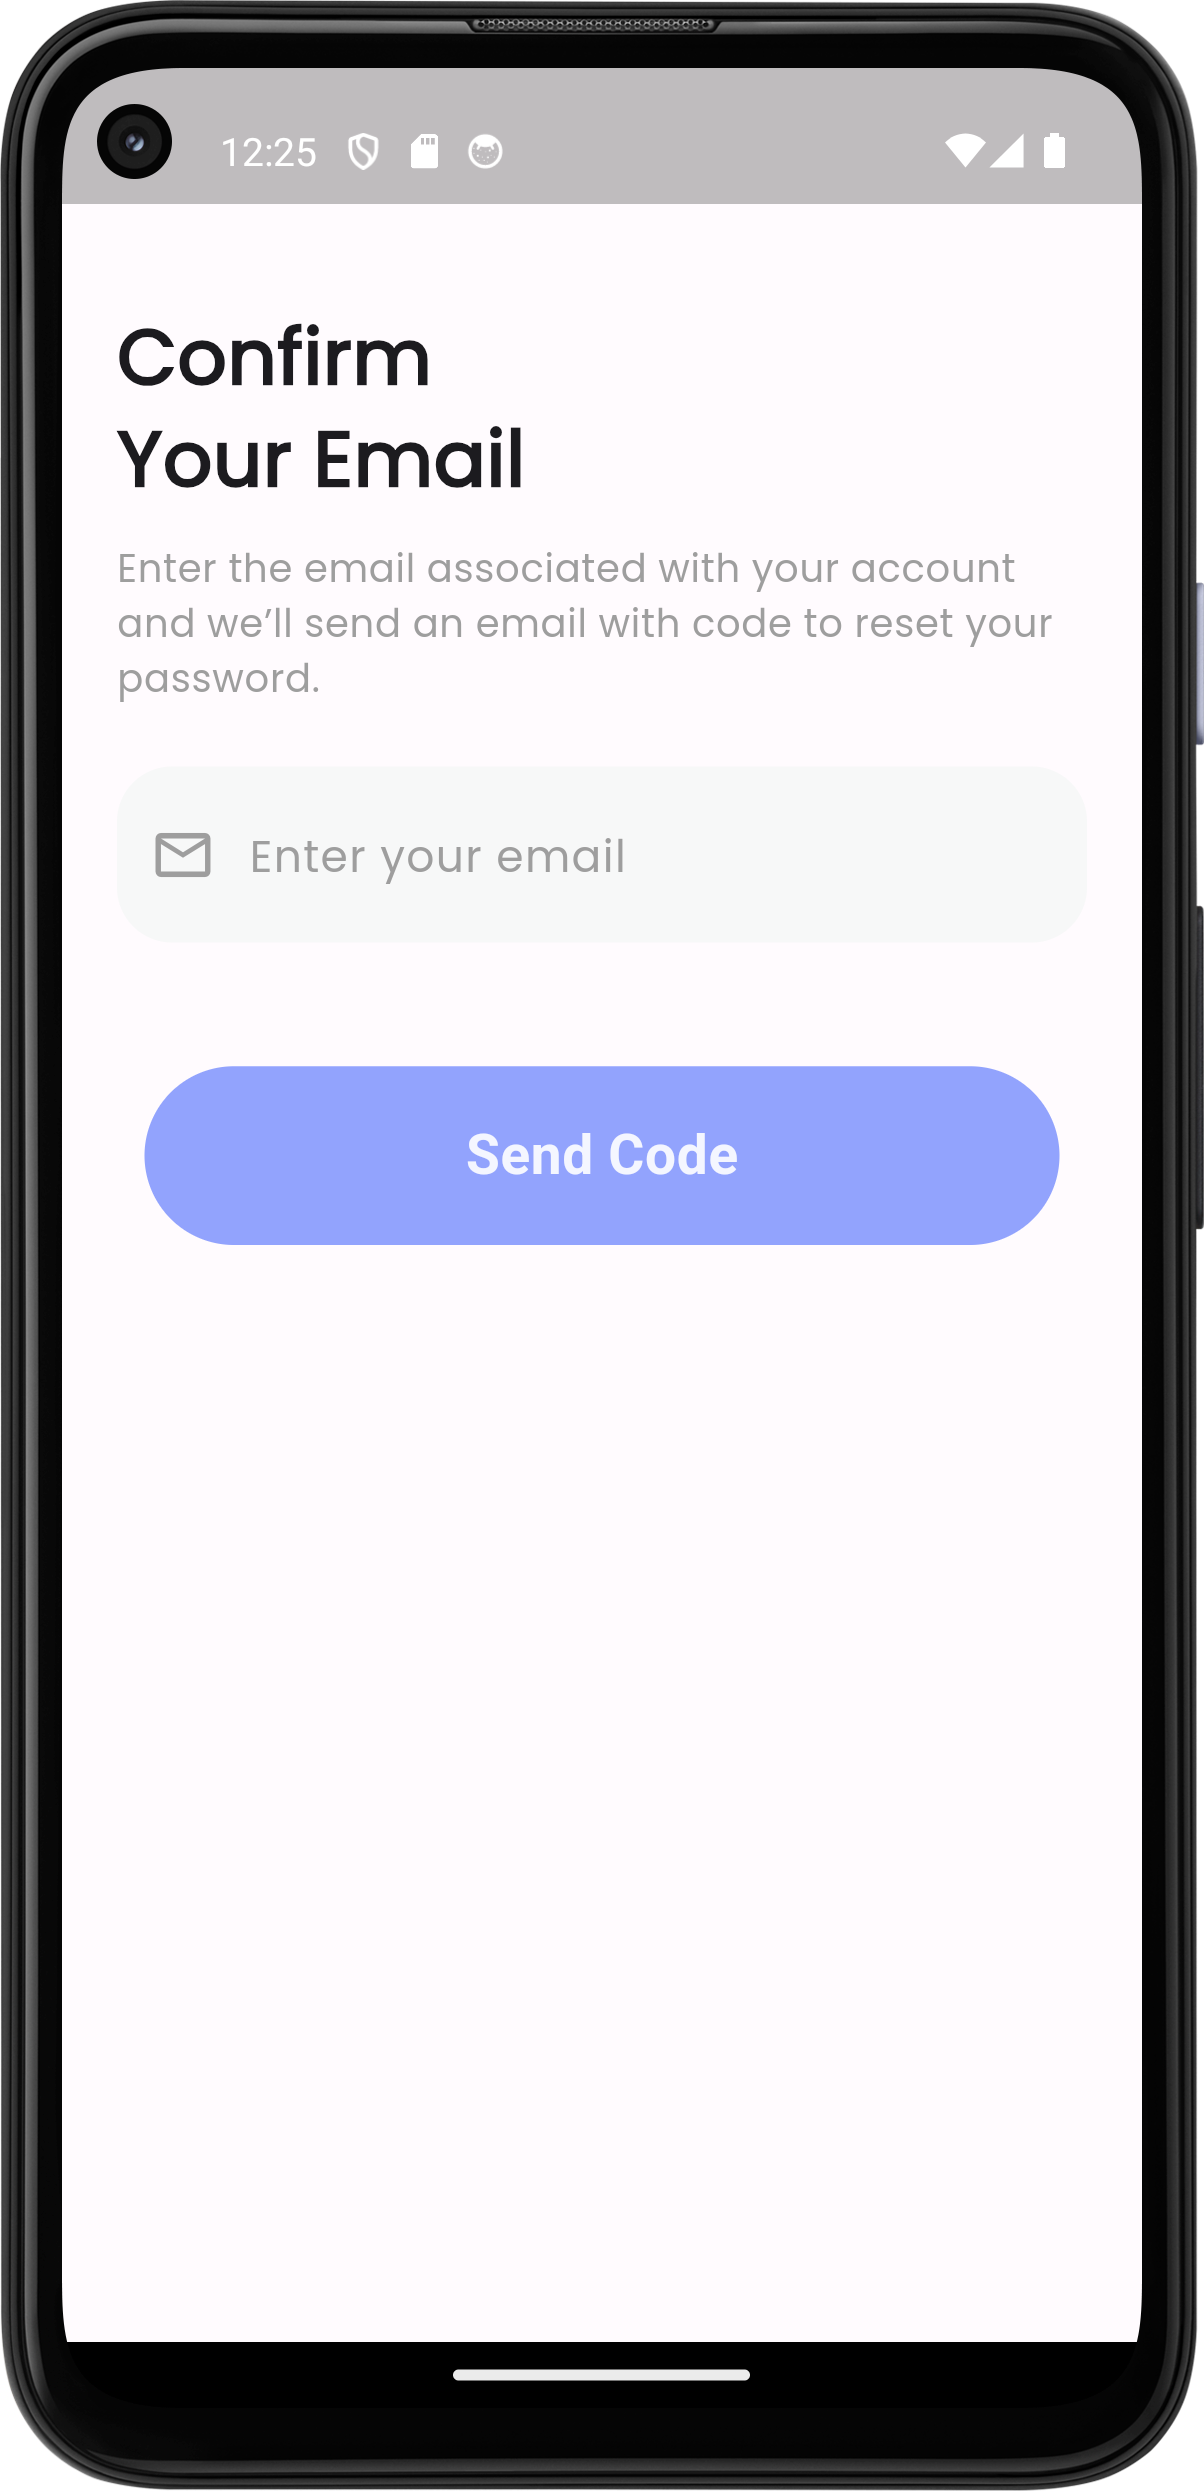 12:25
Confirm
Your Email
Enter the email associated with your account
and we’ll send an email with code to reset your
password.
Enter your email
Send Code